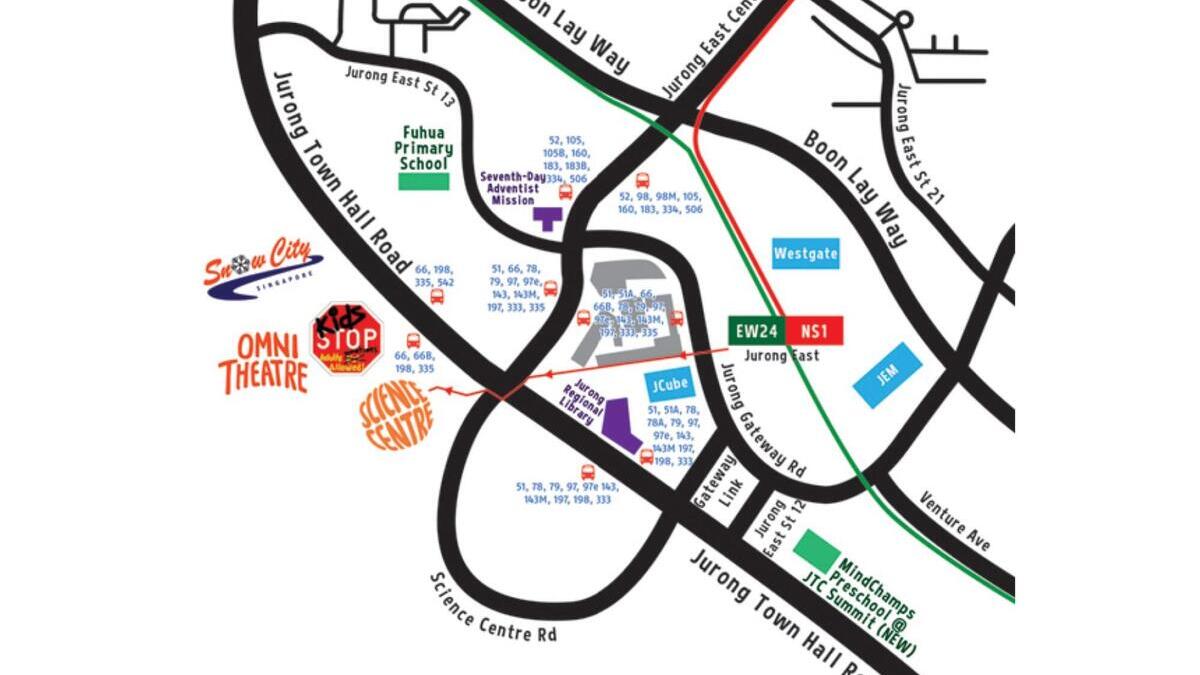 Boon Lay Way
Jurong East Cen
Jurong East St 13
Jurong East St 21
Jurong Town Hall Road
Fuhua
Primary
School
52, 105,
105B, 160,
183, 183B,
334, 506
Seventh-Day
Adventist
Mission
52, 98, 98M, 105,
160, 183, 334, 506
Boon Lay Way
Westgate
Snow City
SINGAPORE
66, 198,
335, 542
51, 66, 78,
79, 97, 97e,
143, 143M,
197, 333, 335
51, 51A, 66,
66B, 78, 79, 97,
97e, 143, 143M,
197, 333, 335
EW24 NS1
Jurong East
OMNI
THEATRE
Kids
STOP
Adults
Allowed!
66, 66B,
198, 335
JEM
SCIENCE
CENTRE
Jurong
Regional
Library
JCube
51, 51A, 78,
78A, 79, 97,
97e, 143,
143M 197,
198, 333
Jurong Gateway Rd
51, 78, 79, 97, 97e 143,
143M, 197, 198, 333
Gateway
Link
Jurong
East St 12
Venture Ave
Science Centre Rd
Jurong Town Hall R
MindChamps
Preschool @
JTC Summit (NEW)